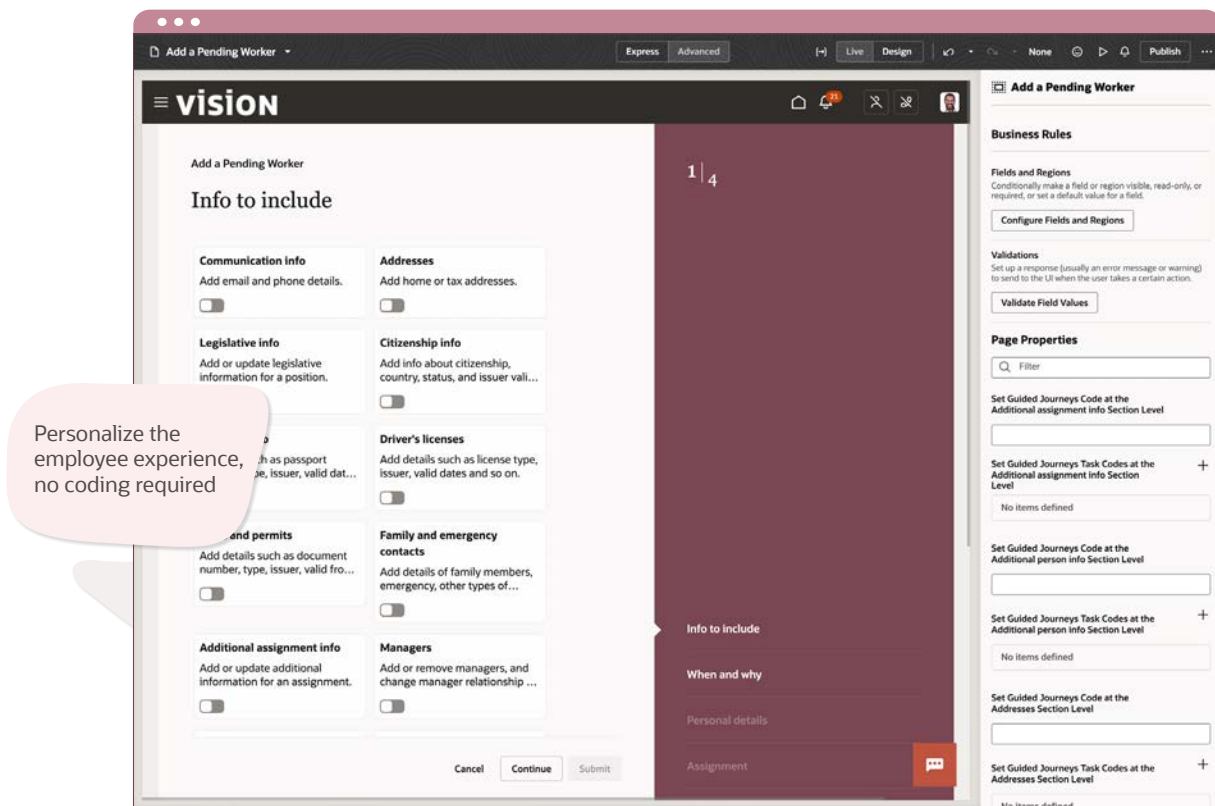 Add a Pending Worker
Express
Advanced
Live
Design
None
Publish
vision
21
Add a Pending Worker
Info to include
Communication info
Add email and phone details.
Addresses
Add home or tax addresses.
Legislative info
Add or update legislative
information for a position.
Citizenship info
Add info about citizenship,
country, status, and issuer vali...
as passport
issuer, valid dat...
Driver's licenses
Add details such as license type,
issuer, valid dates and so on.
and permits
Add details such as document
number, type, issuer, valid fro...
Family and emergency
contacts
Add details of family members,
emergency, other types of...
Additional assignment info
Add or update additional
information for an assignment.
Managers
Add or remove managers, and
change manager relationship ...
Cancel
Continue
Submit
1|4
Info to include
When and why
Personal details
Assignment
Add a Pending Worker
Business Rules
Fields and Regions
Conditionally make a field or region visible, read-only, or
required, or set a default value for a field.
Configure Fields and Regions
Validations
Set up a response (usually an error message or warning)
to send to the UI when the user takes a certain action.
Validate Field Values
Page Properties
Filter
Set Guided Journeys Code at the
Additional assignment info Section Level
Set Guided Journeys Task Codes at the
Additional assignment info Section
Level
No items defined
Set Guided Journeys Code at the
Additional person info Section Level
Set Guided Journeys Task Codes at the
Additional person info Section Level
No items defined
Set Guided Journeys Code at the
Addresses Section Level
Set Guided Journeys Task Codes at the
Addresses Section Level
No items defined
Personalize the
employee experience,
no coding required